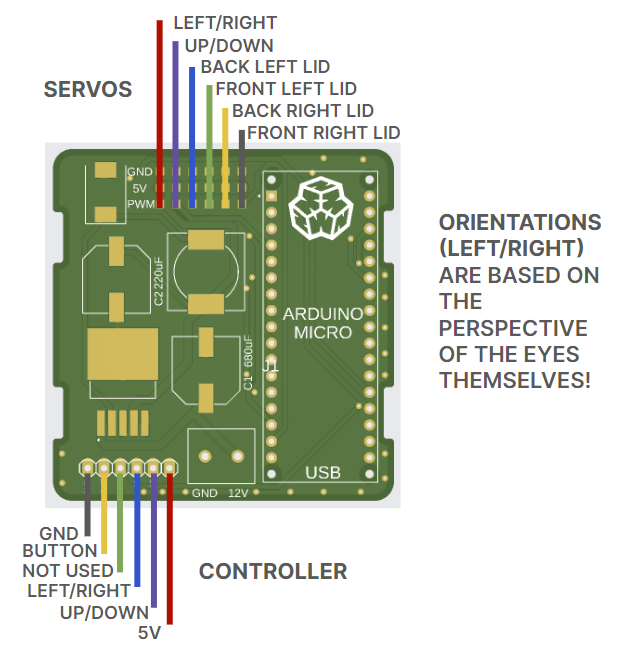 LEFT/RIGHT
UP/DOWN
BACK LEFT LID
FRONT LEFT LID
BACK RIGHT LID
FRONT RIGHT LID
SERVOS
GND
5V
PWM
C2 220uF
ARDUINO
MICRO
C1 680uF
J1
USB
GND 12V
ORIENTATIONS
(LEFT/RIGHT)
ARE BASED ON
THE
PERSPECTIVE
OF THE EYES
THEMSELVES!
GND
BUTTON
NOT USED
LEFT/RIGHT
UP/DOWN
5V
CONTROLLER